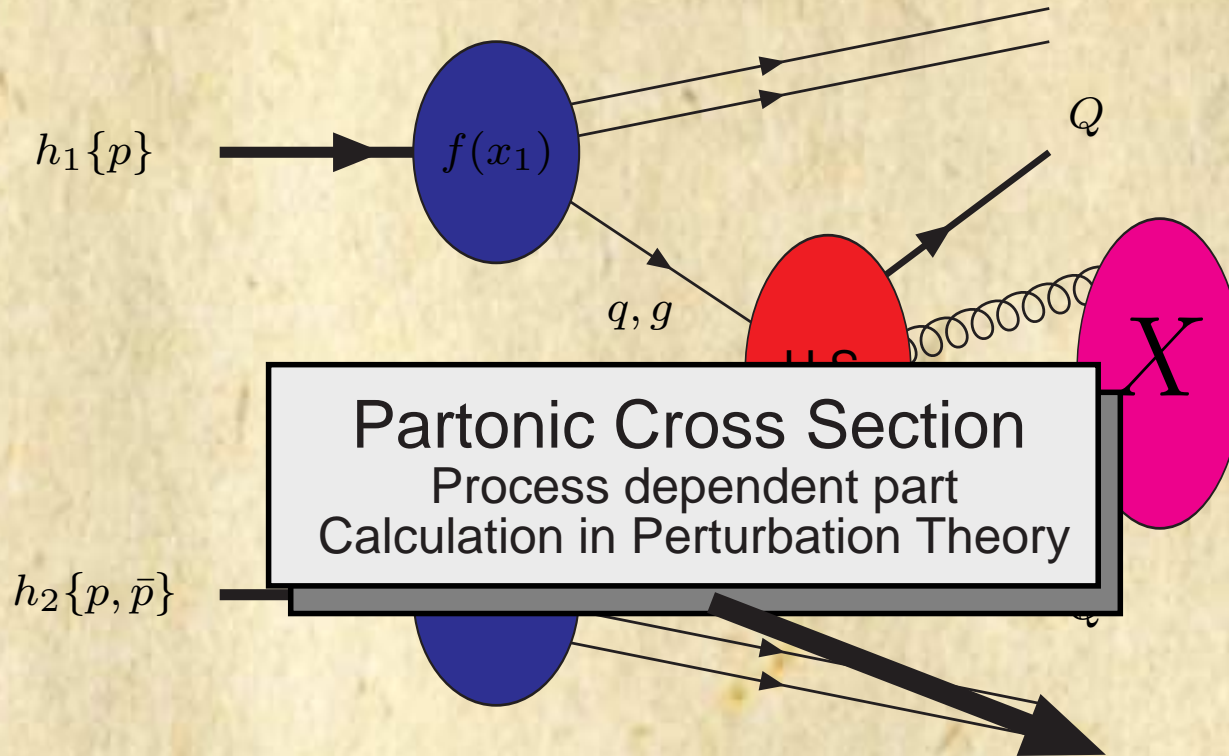 Q
h₁{p}
f(x₁)
q, g
X
Partonic Cross Section
Process dependent part
Calculation in Perturbation Theory
h₂{p, p̄}